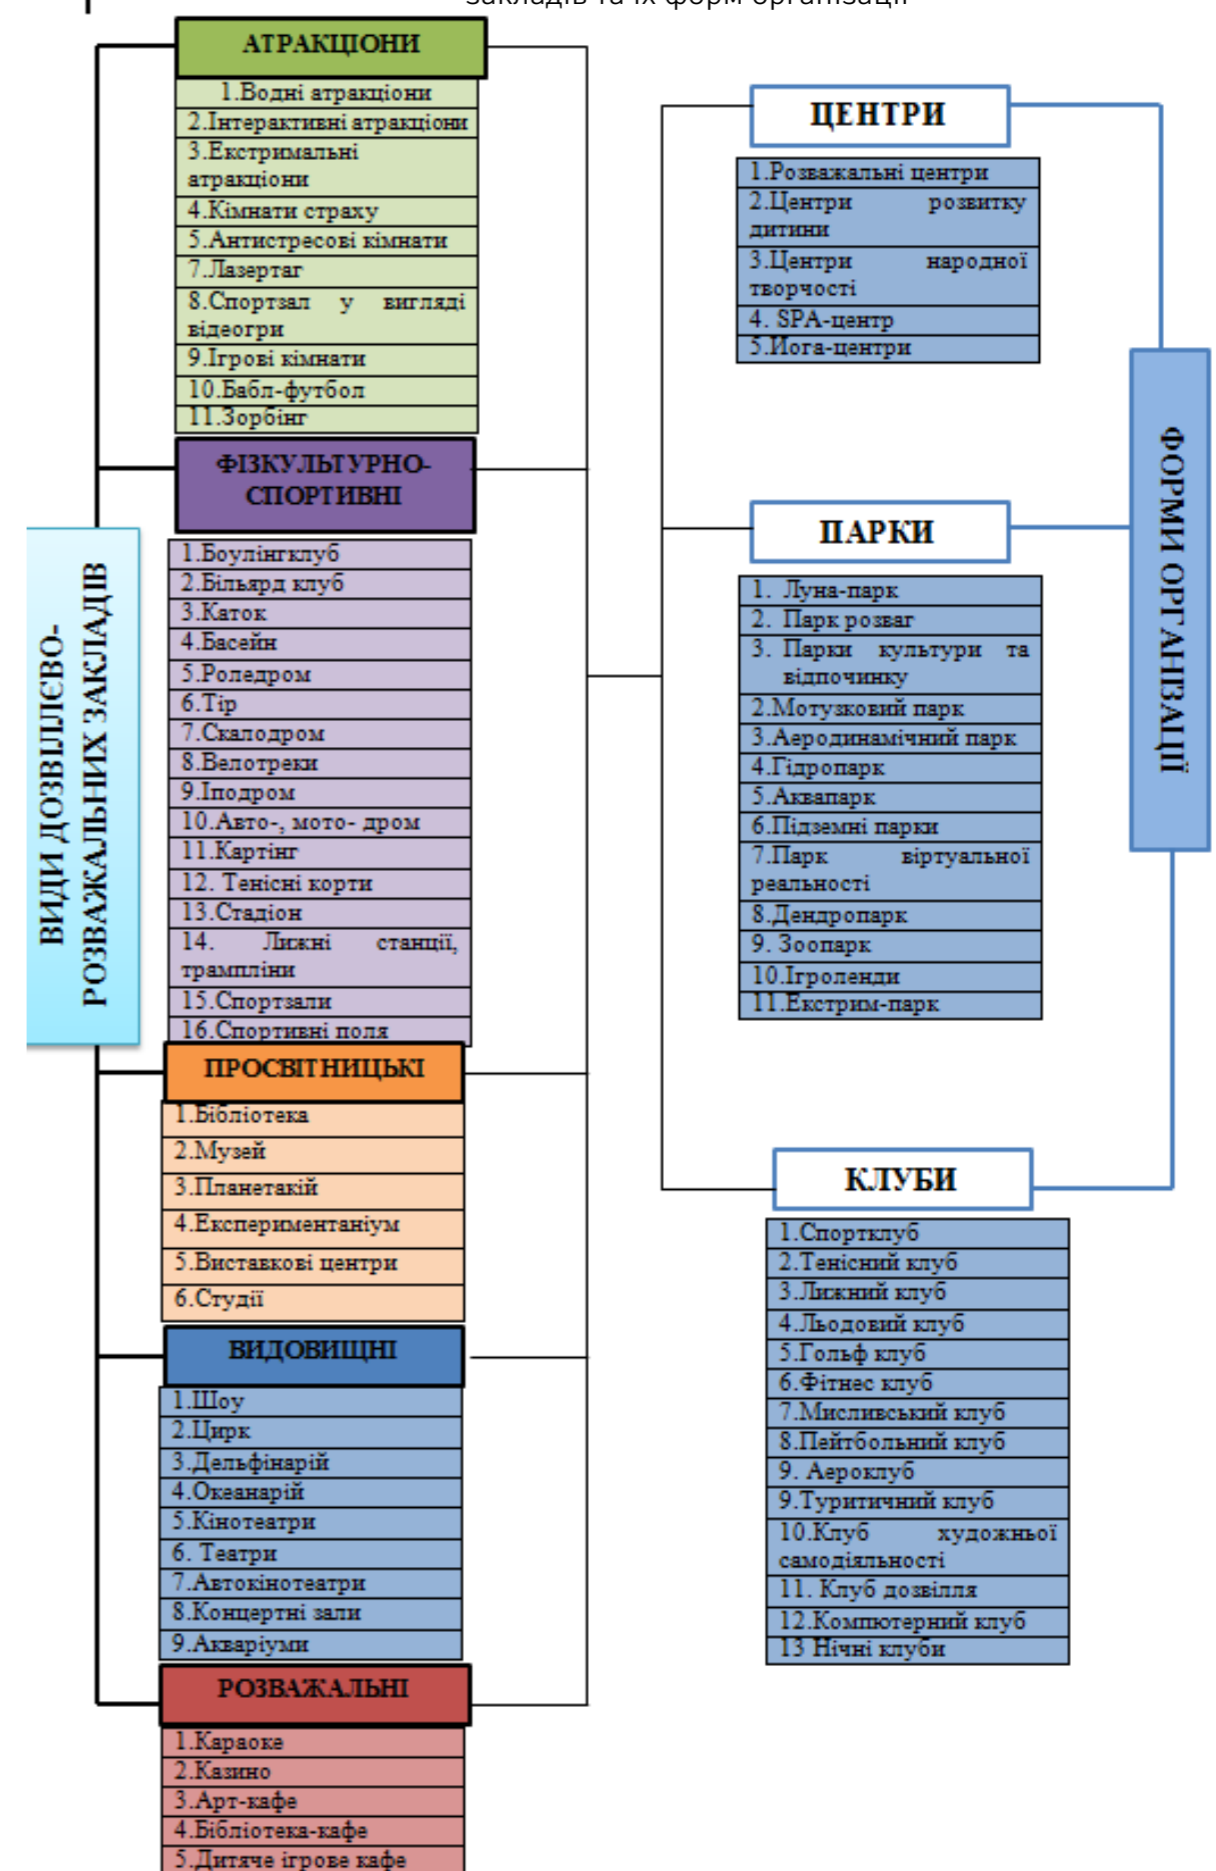 закладів та їх форм організації
ВИДИ ДОЗВІЛЛЄВО-
РОЗВАЖАЛЬНИХ ЗАКЛАДІВ
АТРАКЦІОНИ
1.Водні атракціони
2.Інтерактивні атракціони
3.Екстримальні
атракціони
4.Кімнати страху
5.Антистресові кімнати
7.Лазертаг
8.Спортзал у вигляді
відеогри
9.Ігрові кімнати
10.Бабл-футбол
11.Зорбінг
ФІЗКУЛЬТУРНО-
СПОРТИВНІ
1.Боулінгклуб
2.Більярд клуб
3.Каток
4.Басейн
5.Роледром
6.Тір
7.Скалодром
8.Велотреки
9.Іподром
10.Авто-, мото- дром
11.Картінг
12. Тенісні корти
13.Стадіон
14. Лижні станції,
трампліни
15.Спортзали
16.Спортивні поля
ПРОСВІТНИЦЬКІ
1.Бібліотека
2.Музей
3.Планетакій
4.Експериментаніум
5.Виставкові центри
6.Студії
ВИДОВИЩНІ
1.Шоу
2.Цирк
3.Дельфінарій
4.Океанарій
5.Кінотеатри
6. Театри
7.Автокінотеатри
8.Концертні зали
9.Акваріуми
РОЗВАЖАЛЬНІ
1.Караоке
2.Казино
3.Арт-кафе
4.Бібліотека-кафе
5.Дитяче ігрове кафе
ЦЕНТРИ
1.Розважальні центри
2.Центри розвитку
дитини
3.Центри народної
творчості
4. SPA-центр
5.Йога-центри
ПАРКИ
1. Луна-парк
2. Парк розваг
3. Парки культури та
відпочинку
2.Мотузковий парк
3.Аеродинамічний парк
4.Гідропарк
5.Аквапарк
6.Підземні парки
7.Парк віртуальної
реальності
8.Дендропарк
9. Зоопарк
10.Ігроленди
11.Екстрим-парк
КЛУБИ
1.Спортклуб
2.Тенісний клуб
3.Лижний клуб
4.Льодовий клуб
5.Гольф клуб
6.Фітнес клуб
7.Мисливський клуб
8.Пейтбольний клуб
9. Аероклуб
9.Туритичний клуб
10.Клуб художньої
самодіяльності
11. Клуб дозвілля
12.Компютерний клуб
13 Нічні клуби
ФОРМИ ОРГАНІЗАЦІЇ